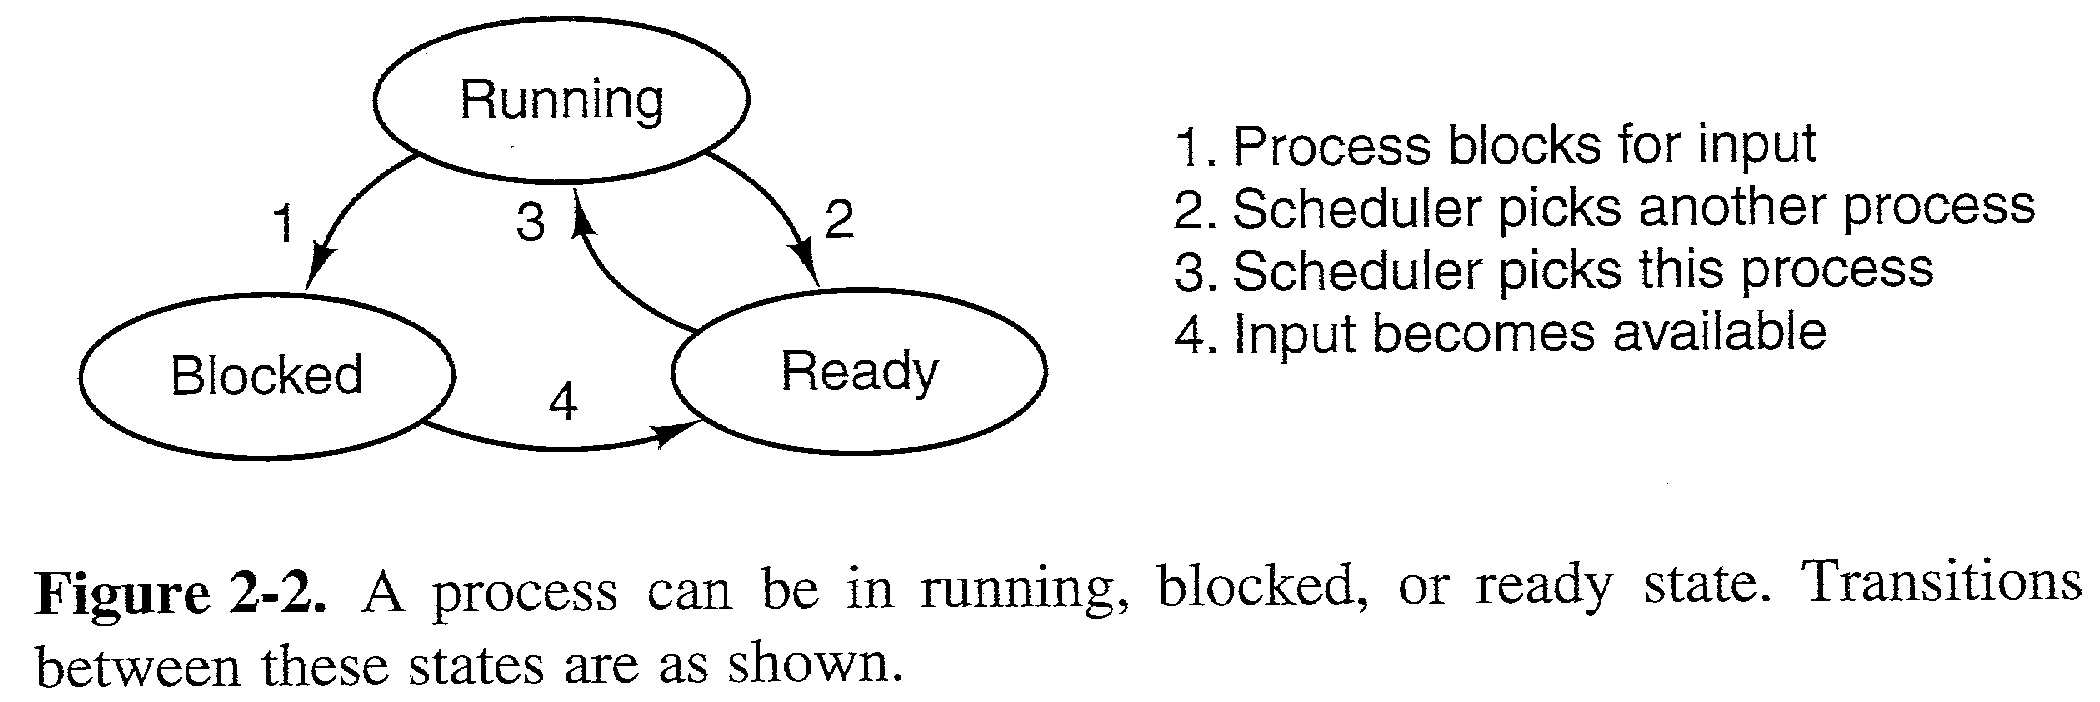 Running
1
3
2
Blocked
4
Ready
1. Process blocks for input
2. Scheduler picks another process
3. Scheduler picks this process
4. Input becomes available
Figure 2-2. A process can be in running, blocked, or ready state. Transitions
between these states are as shown.